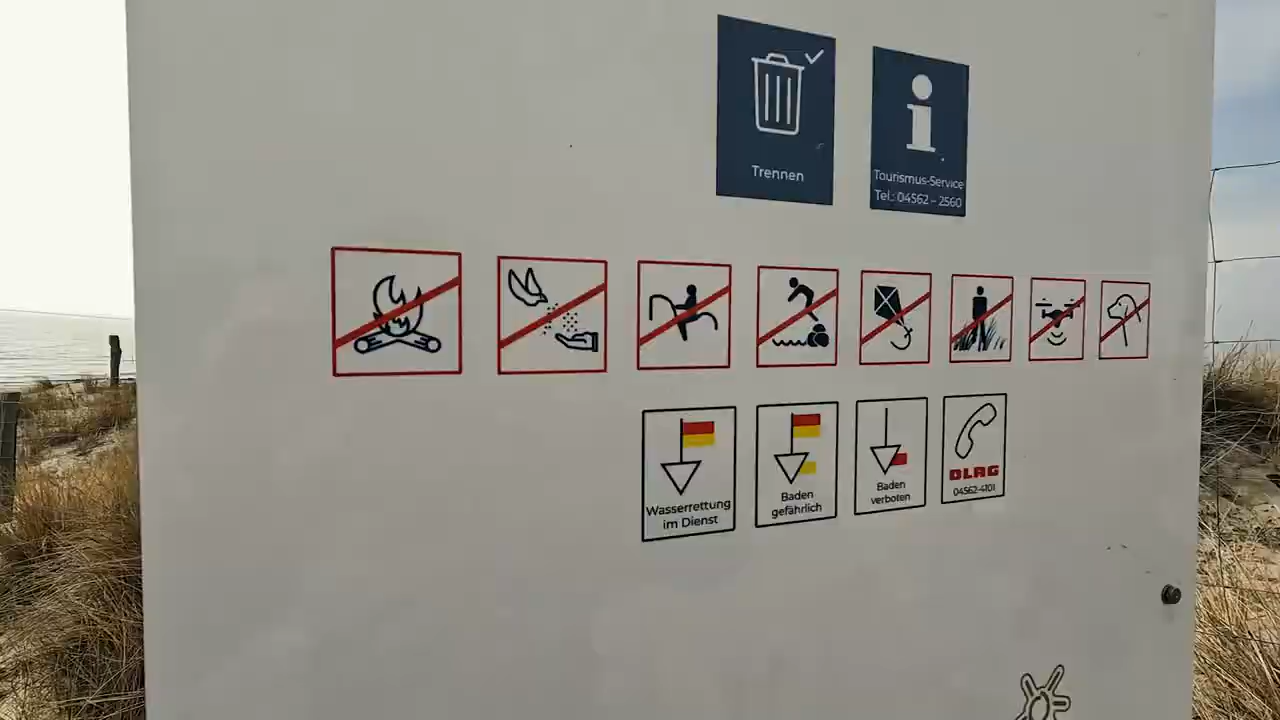 Trennen
Tourismus-Service
Tel.: 04562 – 2560
Wasserrettung
im Dienst
Baden
gefährlich
Baden
verboten
DLRG
04562-4101